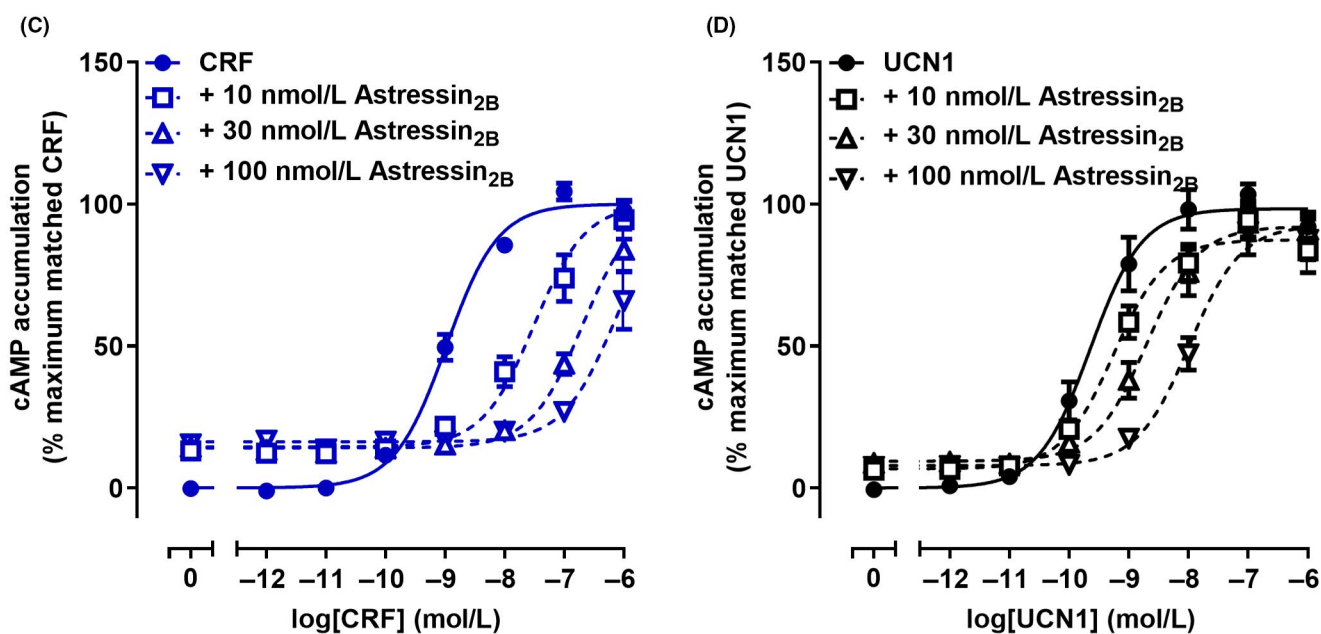 (C)
150
100
50
0
cAMP accumulation
(% maximum matched CRF)
CRF
+ 10 nmol/L Astressin2B
+ 30 nmol/L Astressin2B
+ 100 nmol/L Astressin2B
0 –12 –11 –10 –9 –8 –7 –6
log[CRF] (mol/L)
(D)
150
100
50
0
cAMP accumulation
(% maximum matched UCN1)
UCN1
+ 10 nmol/L Astressin2B
+ 30 nmol/L Astressin2B
+ 100 nmol/L Astressin2B
0 –12 –11 –10 –9 –8 –7 –6
log[UCN1] (mol/L)